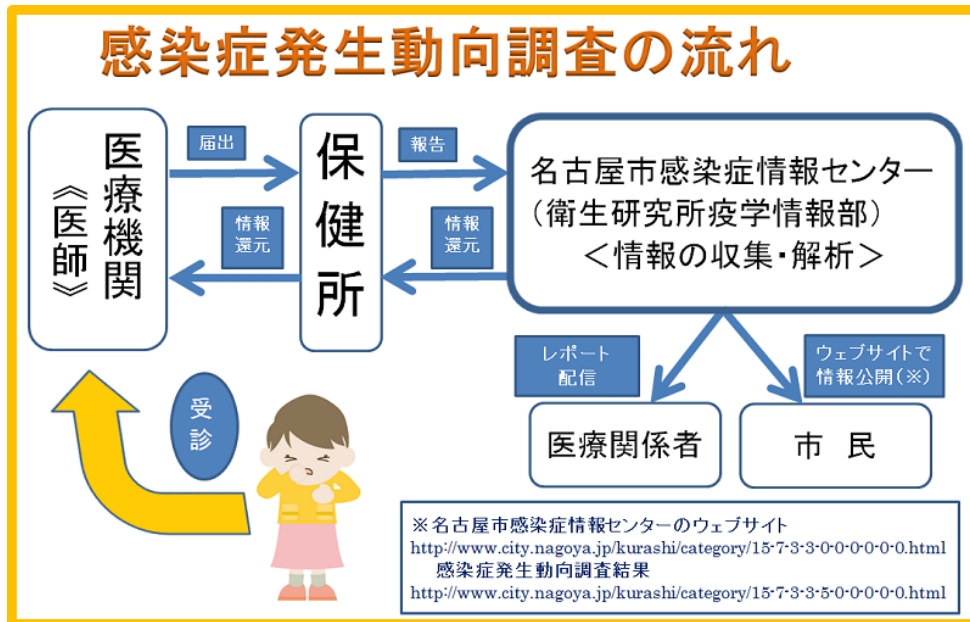 感染症発生動向調査の流れ
医療機関
《医師》
届出
情報
還元
保健所
報告
情報
還元
名古屋市感染症情報センター
(衛生研究所疫学情報部)
<情報の収集・解析>
レポート
配信
ウェブサイトで
情報公開(※)
医療関係者
市 民
受
診
※名古屋市感染症情報センターのウェブサイト
http://www.city.nagoya.jp/kurashi/category/15-7-3-3-0-0-0-0-0-0.html
感染症発生動向調査結果
http://www.city.nagoya.jp/kurashi/category/15-7-3-3-5-0-0-0-0-0.html